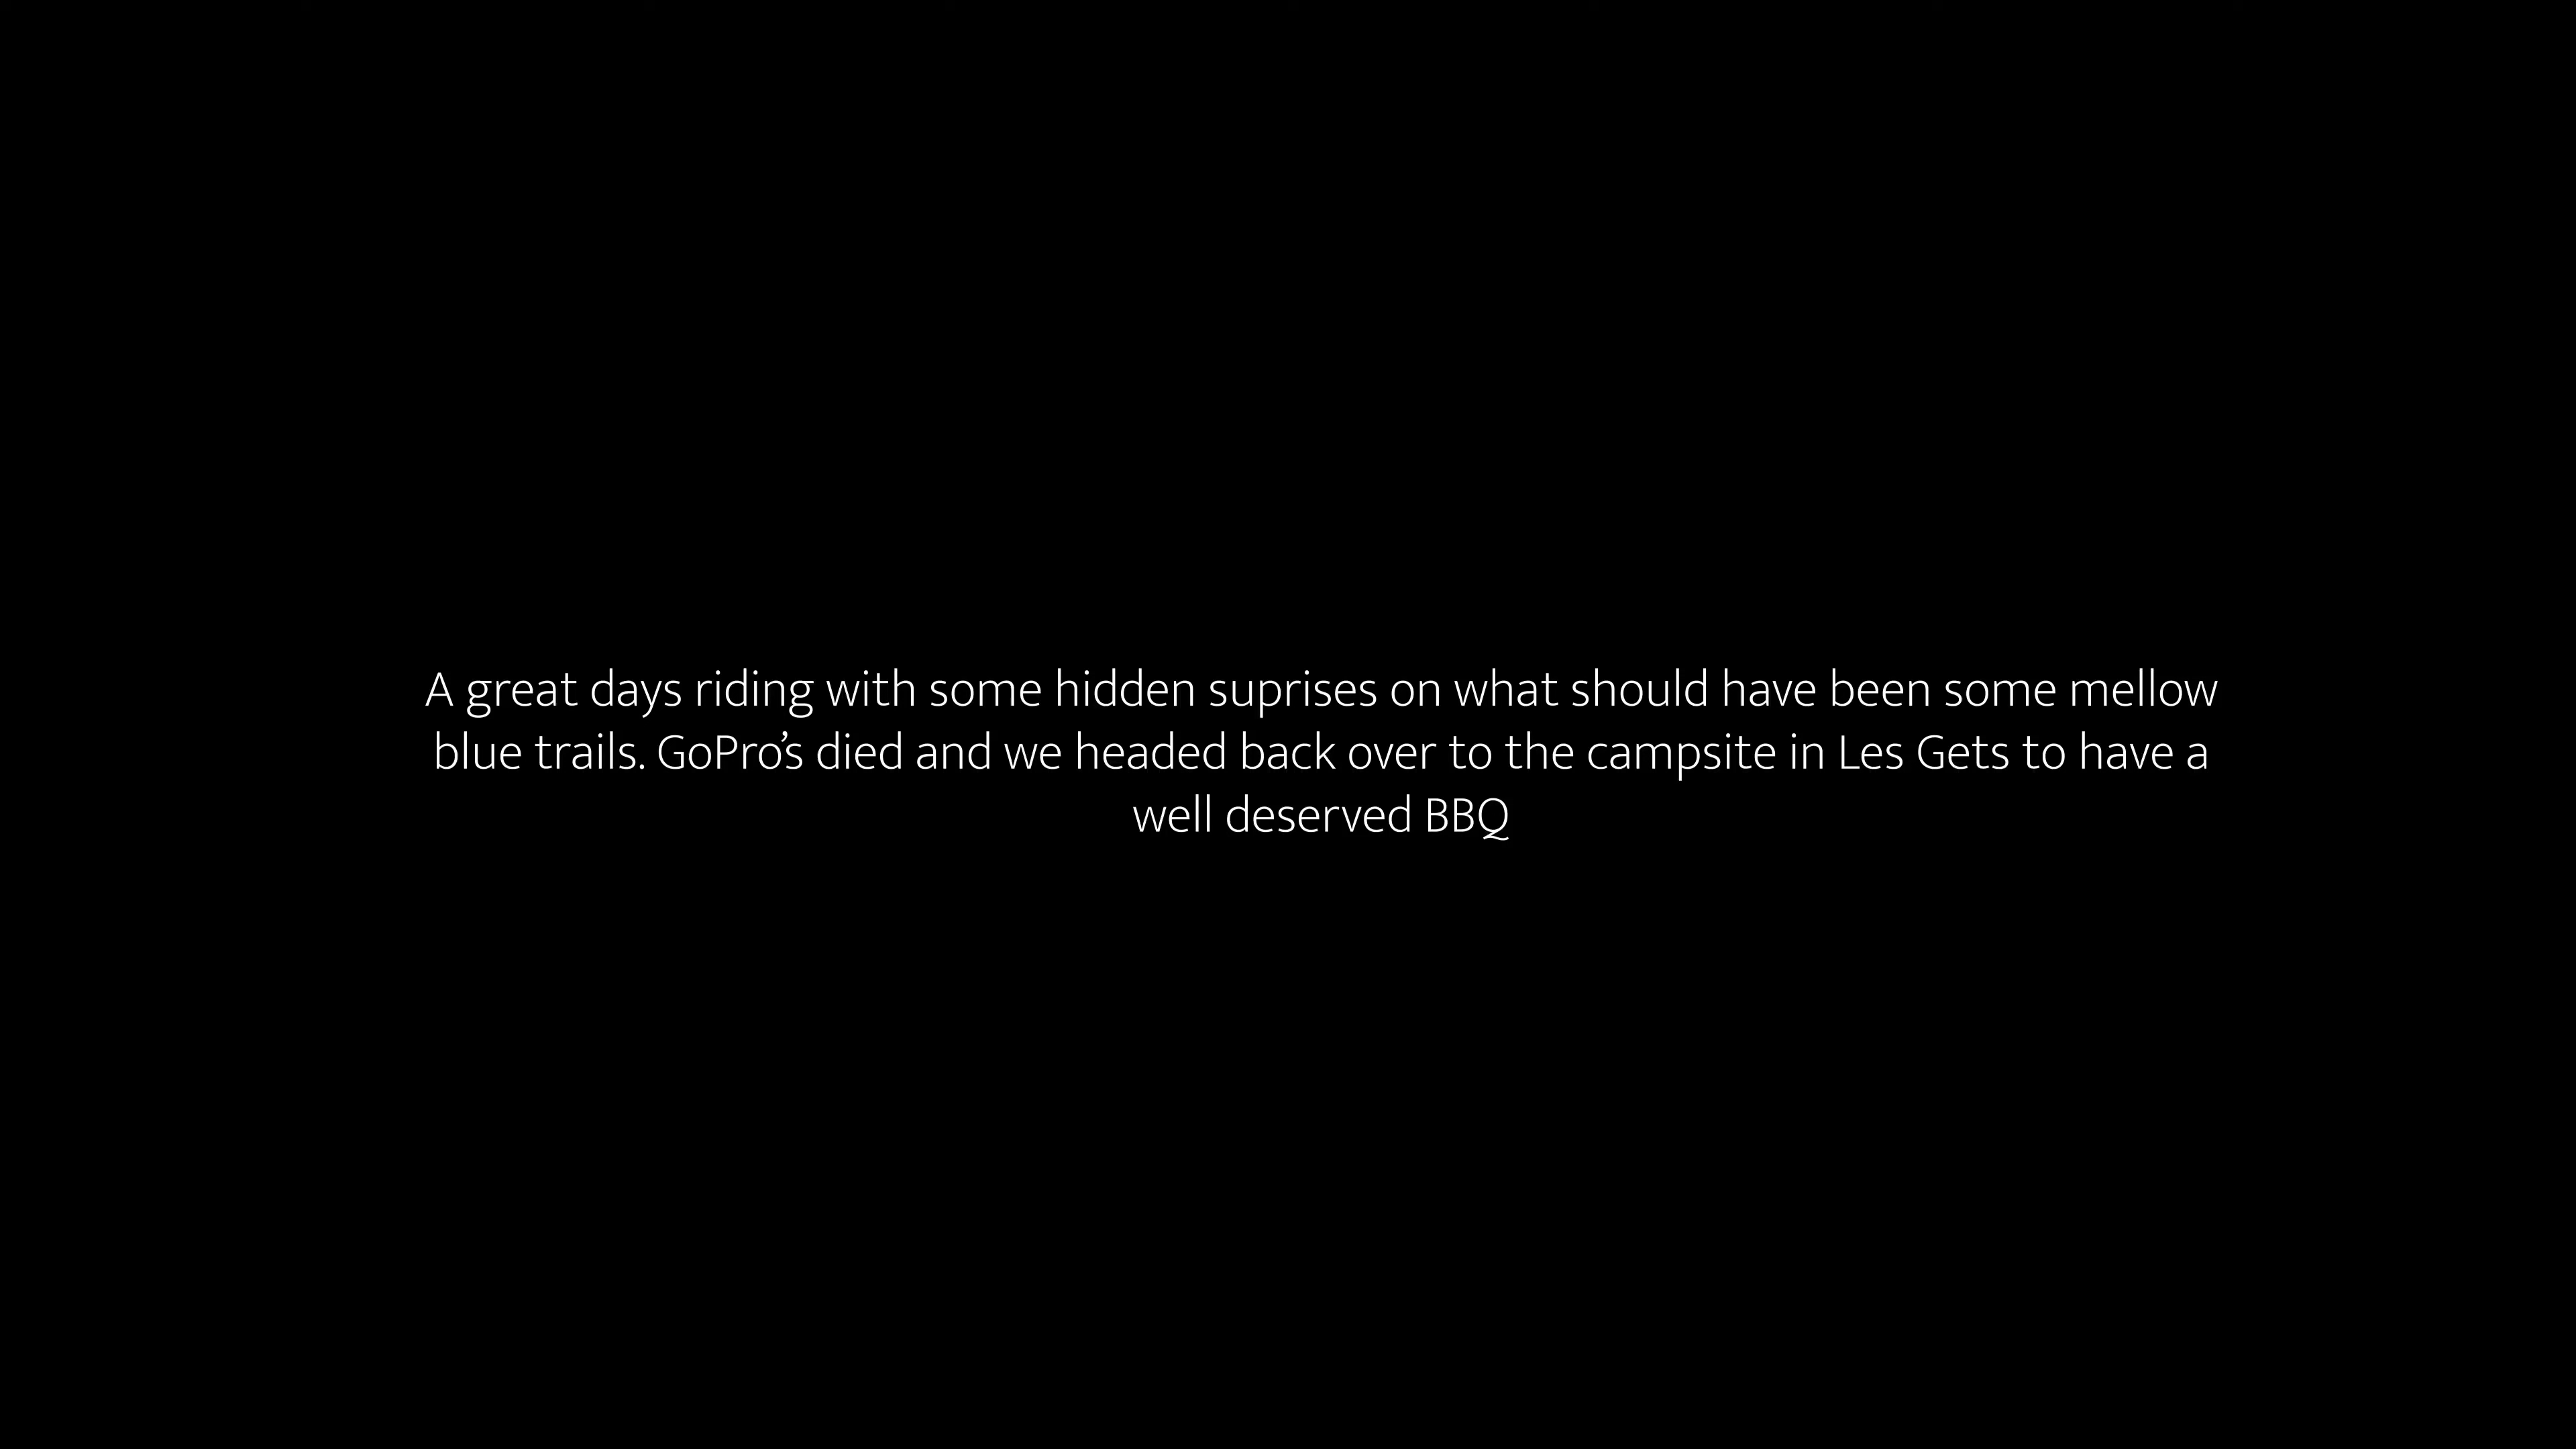 A great days riding with some hidden suprises on what should have been some mellow
blue trails. GoPro’s died and we headed back over to the campsite in Les Gets to have a
well deserved BBQ